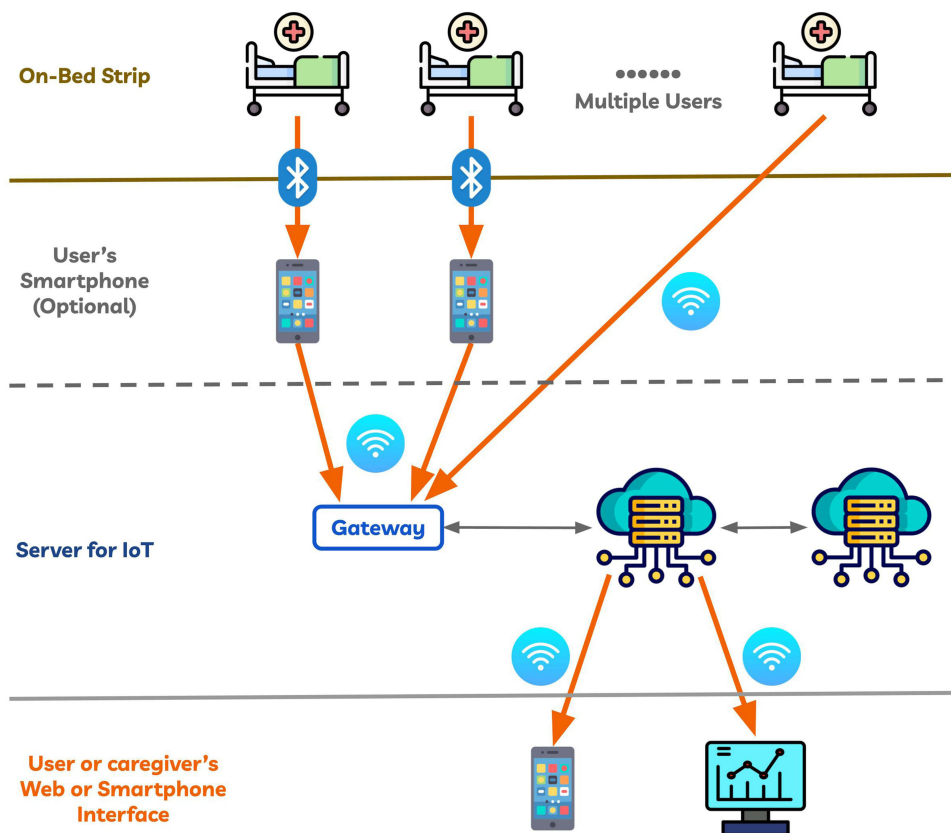 On-Bed Strip
Multiple Users
User's
Smartphone
(Optional)
Gateway
Server for IoT
User or caregiver's
Web or Smartphone
Interface